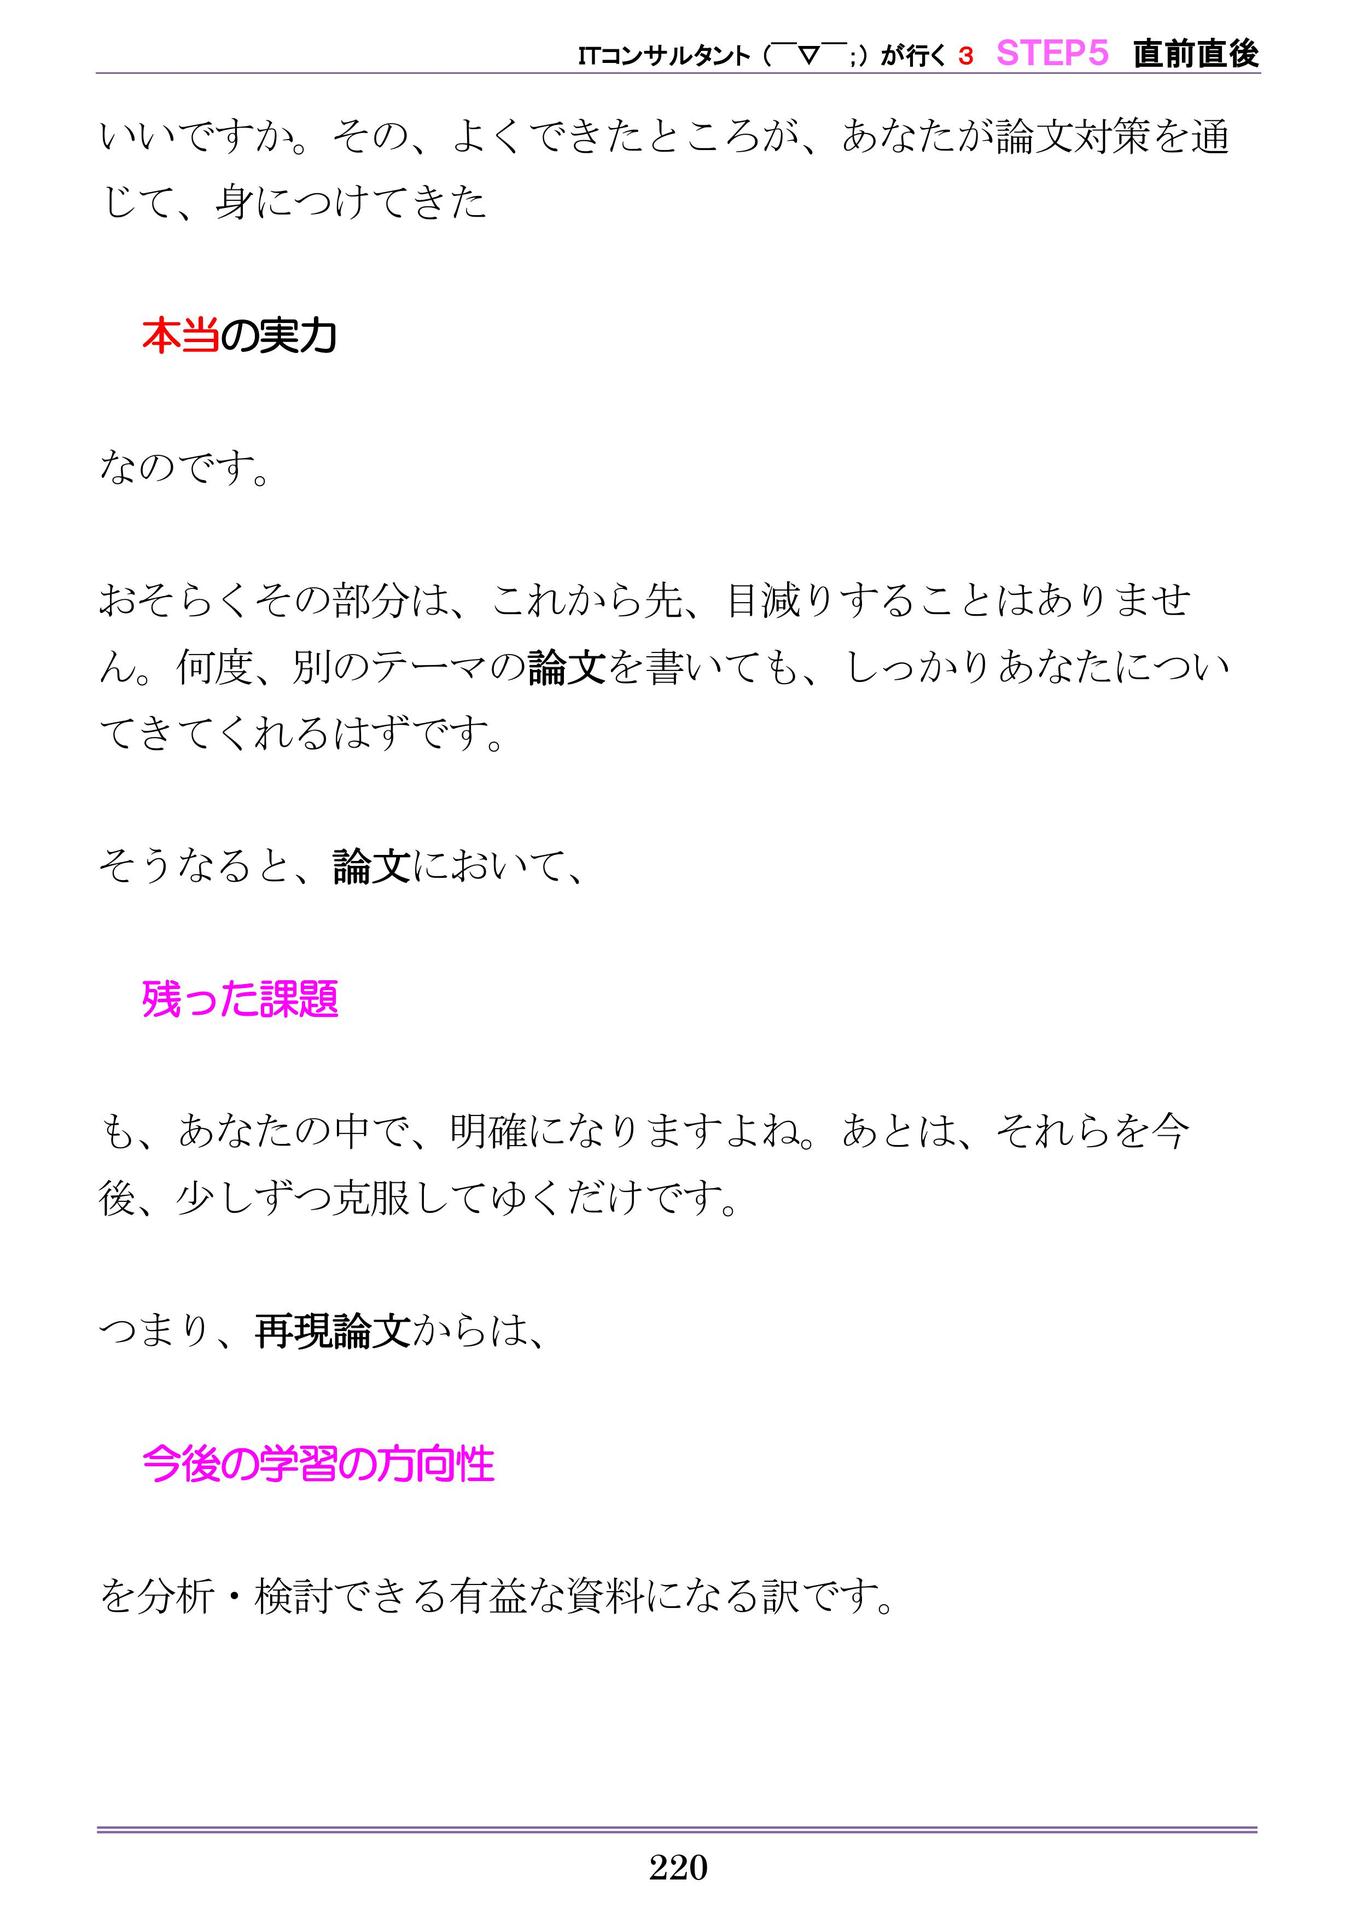 ITコンサルタント（￣▽￣；）が行く 3 STEP5 直前直後
いいですか。その、よくできたところが、あなたが論文対策を通
じて、身につけてきた
本当の実力
なのです。
おそらくその部分は、これから先、目減りすることはありませ
ん。何度、別のテーマの論文を書いても、しっかりあなたについ
てきてくれるはずです。
そうなると、論文において、
残った課題
も、あなたの中で、明確になりますよね。あとは、それらを今
後、少しずつ克服してゆくだけです。
つまり、再現論文からは、
今後の学習の方向性
を分析・検討できる有益な資料になる訳です。
220